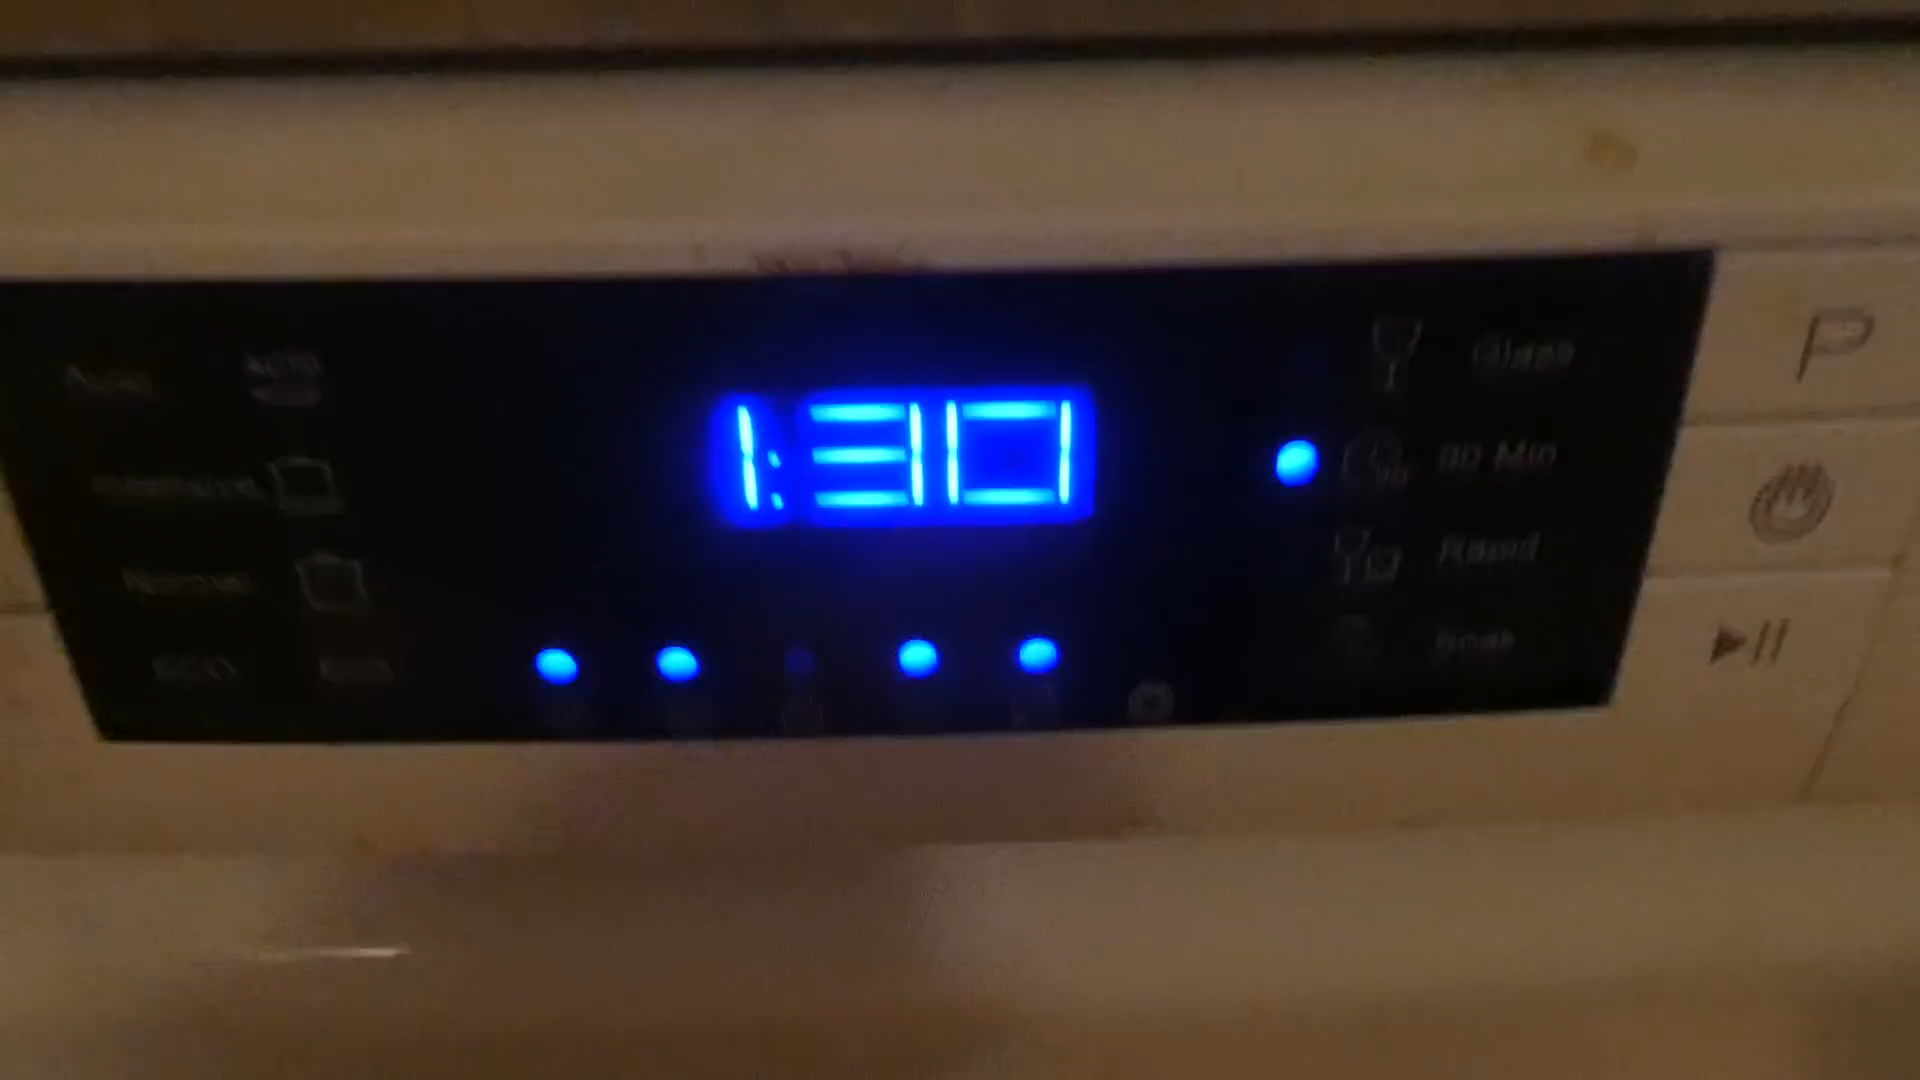 Auto AUTO
Intensive
Normal
ECO
1:30
Glass
90 Min
Rapid
Soak
P